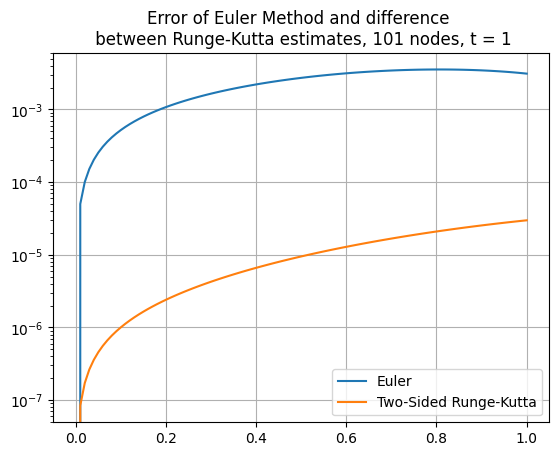 Error of Euler Method and difference
between Runge-Kutta estimates, 101 nodes, t = 1
10⁻³
10⁻⁴
10⁻⁵
10⁻⁶
10⁻⁷
0.0 0.2 0.4 0.6 0.8 1.0
Euler
Two-Sided Runge-Kutta